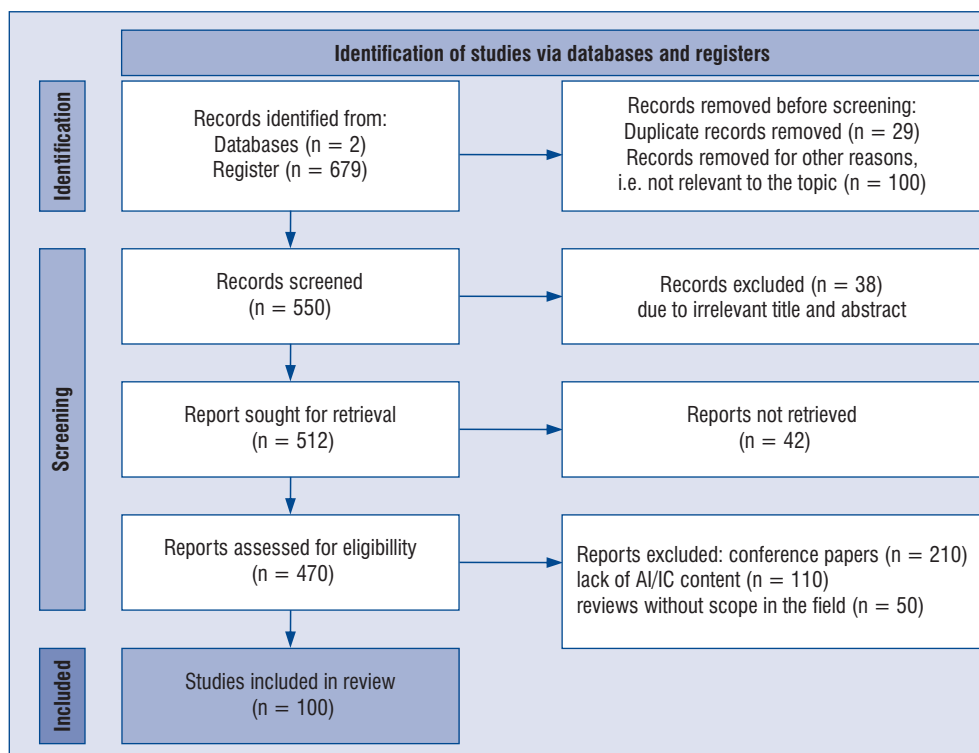 Identification of studies via databases and registers
Identification
Records identified from:
Databases (n = 2)
Register (n = 679)
Records removed before screening:
Duplicate records removed (n = 29)
Records removed for other reasons,
i.e. not relevant to the topic (n = 100)
Screening
Records screened
(n = 550)
Records excluded (n = 38)
due to irrelevant title and abstract
Report sought for retrieval
(n = 512)
Reports not retrieved
(n = 42)
Reports assessed for eligibillity
(n = 470)
Reports excluded: conference papers (n = 210)
lack of AI/IC content (n = 110)
reviews without scope in the field (n = 50)
Included
Studies included in review
(n = 100)